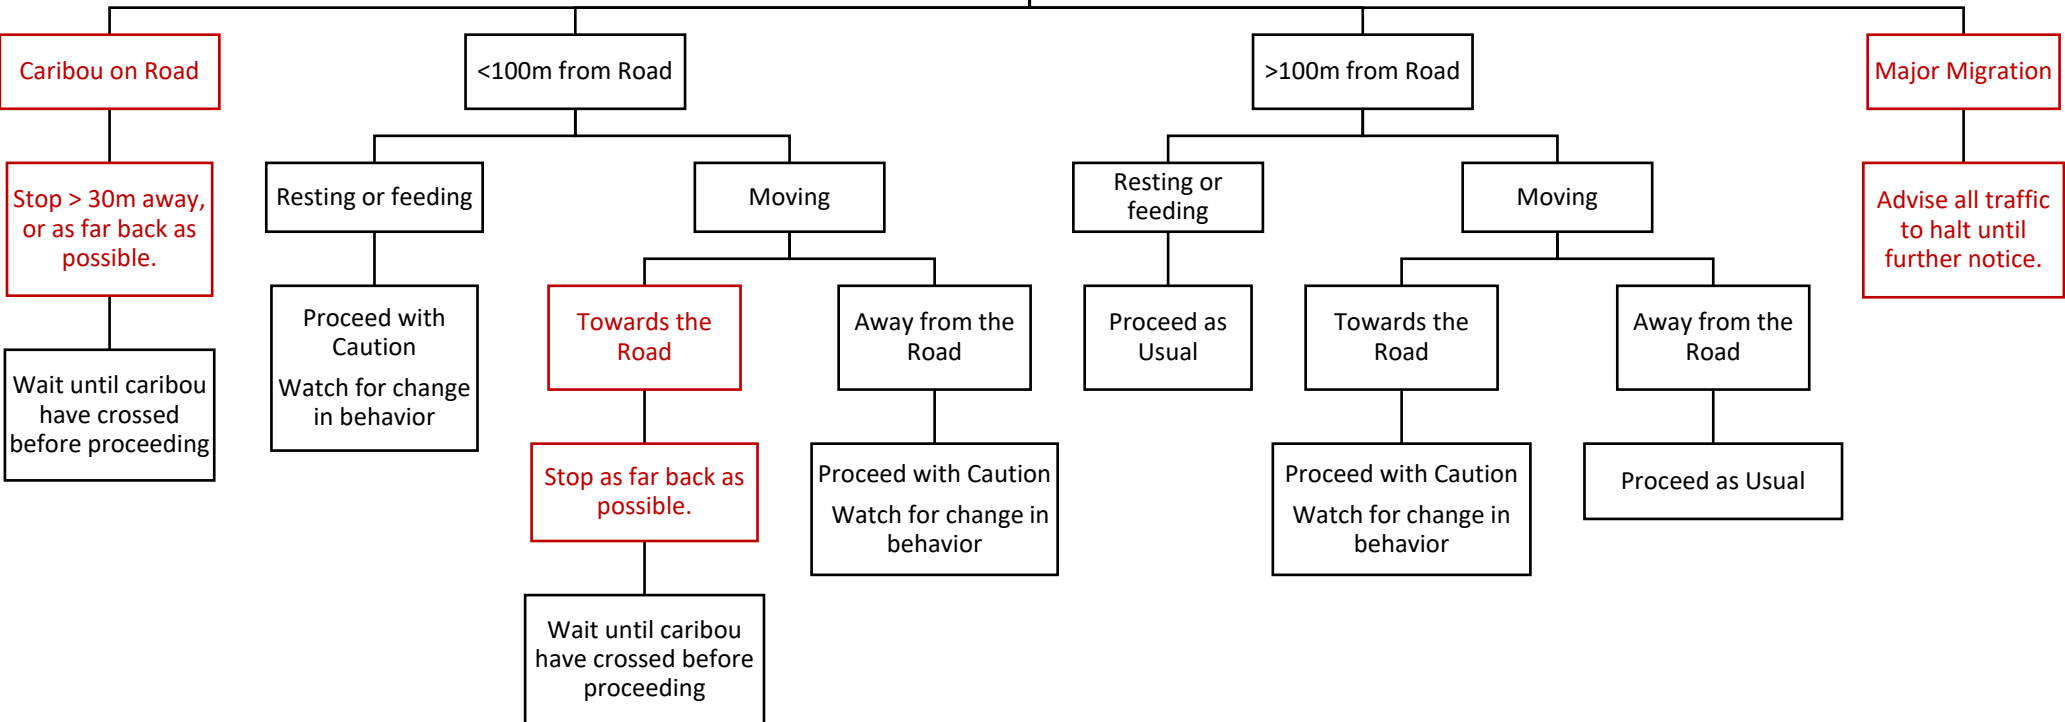 Caribou on Road
<100m from Road
>100m from Road
Major Migration
Stop > 30m away,
or as far back as
possible.
Resting or feeding
Moving
Resting or
feeding
Moving
Advise all traffic
to halt until
further notice.
Proceed with
Caution
Watch for change
in behavior
Towards the
Road
Away from the
Road
Proceed as
Usual
Towards the
Road
Away from the
Road
Wait until caribou
have crossed
before proceeding
Stop as far back as
possible.
Proceed with Caution
Watch for change in
behavior
Proceed with Caution
Watch for change in
behavior
Proceed as Usual
Wait until caribou
have crossed before
proceeding